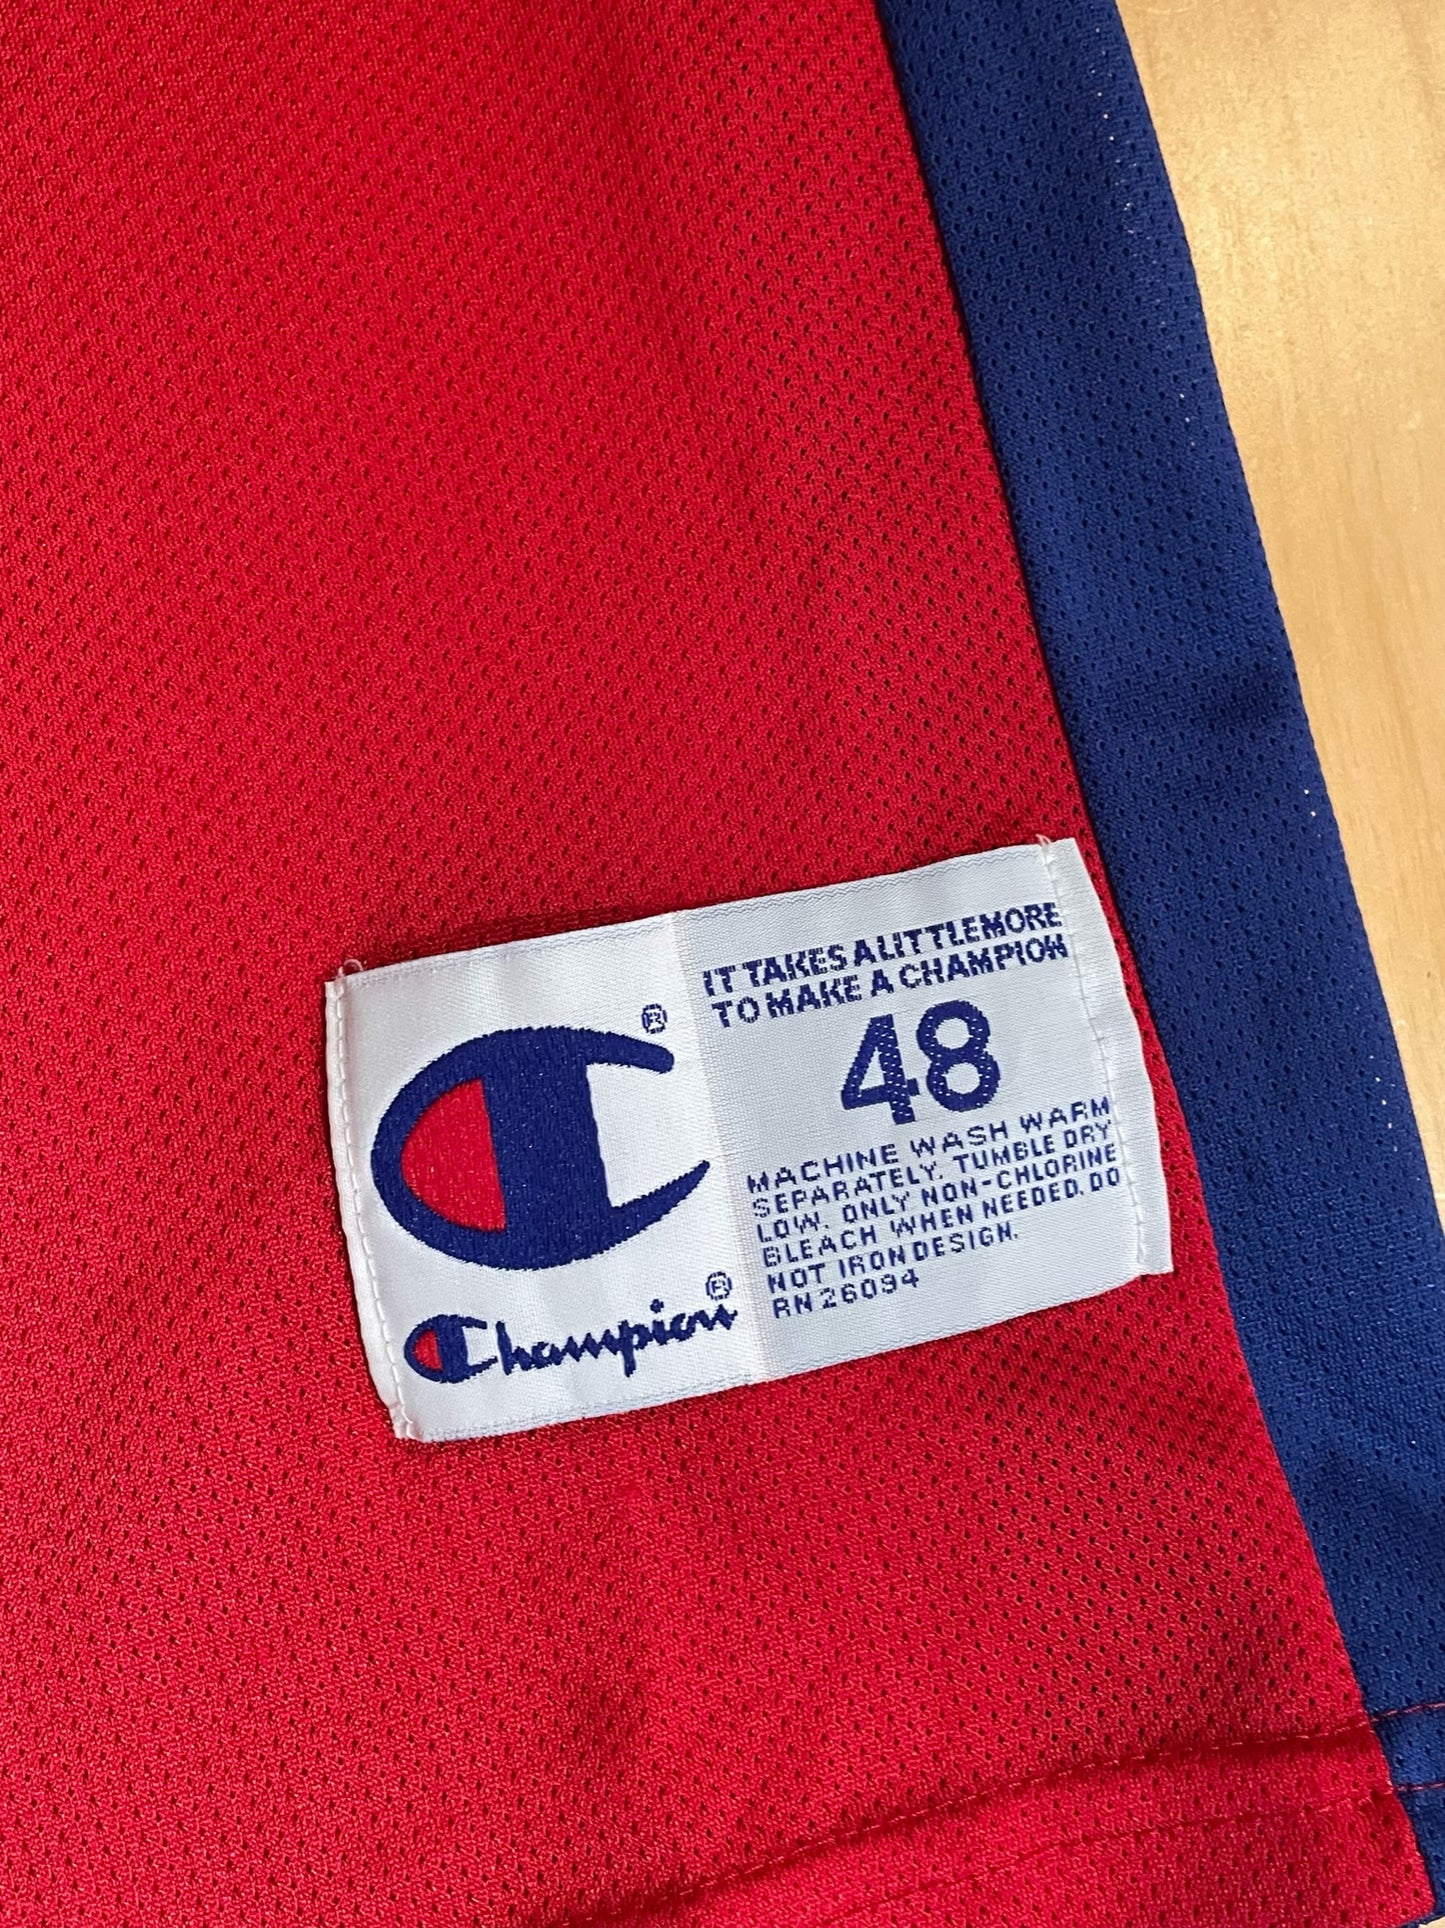 IT TAKES A LITTLE MORE
TO MAKE A CHAMPION
48
MACHINE WASH WARM
SEPARATELY. TUMBLE DRY
LOW. ONLY NON-CHLORINE
BLEACH WHEN NEEDED. DO
NOT IRON DESIGN.
RN 26094
®
Champion®